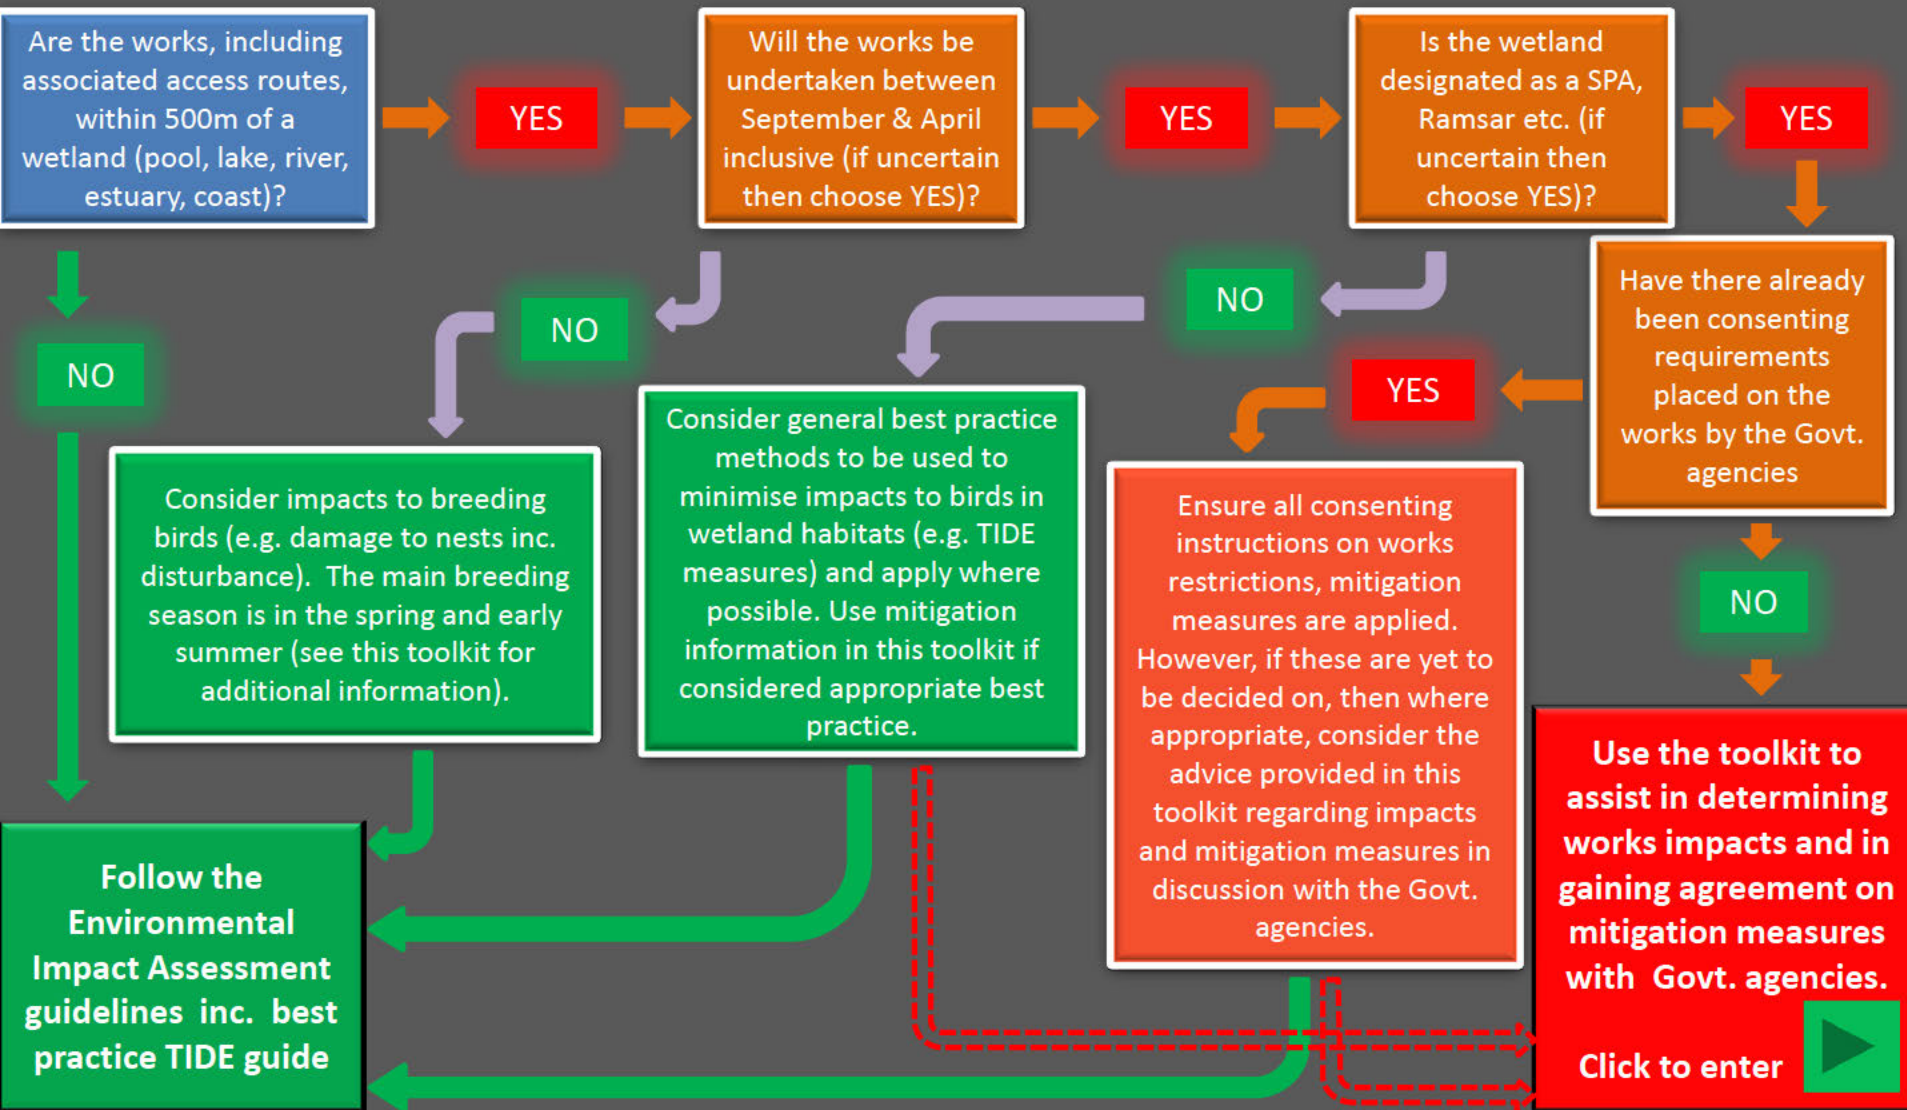 Are the works, including
associated access routes,
within 500m of a
wetland (pool, lake, river,
estuary, coast)?
YES
Will the works be
undertaken between
September & April
inclusive (if uncertain
then choose YES)?
YES
Is the wetland
designated as a SPA,
Ramsar etc. (if
uncertain then
choose YES)?
YES
Have there already
been consenting
requirements
placed on the
works by the Govt.
agencies
NO
NO
NO
YES
Consider impacts to breeding
birds (e.g. damage to nests inc.
disturbance). The main breeding
season is in the spring and early
summer (see this toolkit for
additional information).
Consider general best practice
methods to be used to
minimise impacts to birds in
wetland habitats (e.g. TIDE
measures) and apply where
possible. Use mitigation
information in this toolkit if
considered appropriate best
practice.
Ensure all consenting
instructions on works
restrictions, mitigation
measures are applied.
However, if these are yet to
be decided on, then where
appropriate, consider the
advice provided in this
toolkit regarding impacts
and mitigation measures in
discussion with the Govt.
agencies.
NO
Follow the
Environmental
Impact Assessment
guidelines inc. best
practice TIDE guide
Use the toolkit to
assist in determining
works impacts and in
gaining agreement on
mitigation measures
with Govt. agencies.
Click to enter